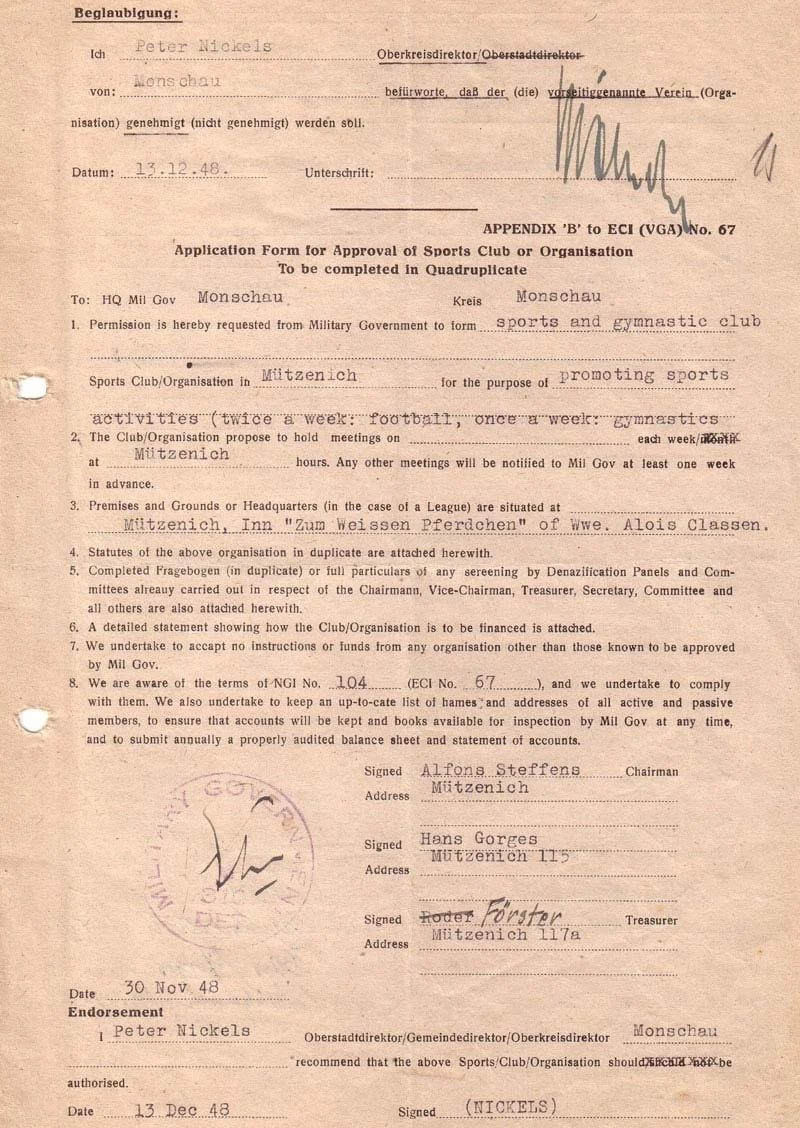 Beglaubigung:
Ich Peter Nickels Oberkreisdirektor/Oberstadtdirektor
von: Monschau befürworte, daß der (die) vorseitiggenannte Verein (Orga-
nisation) genehmigt (nicht genehmigt) werden soll.
Datum: 13.12.48. Unterschrift:
APPENDIX 'B' to ECI (VGA) No. 67
Application Form for Approval of Sports Club or Organisation
To be completed in Quadruplicate
To: HQ Mil Gov Monschau Kreis Monschau
1. Permission is hereby requested from Military Government to form sports and gymnastic club
Sports Club/Organisation in Mützenich for the purpose of promoting sports
activities (twice a week: football, once a week: gymnastics
2. The Club/Organisation propose to hold meetings on each week/month
at Mützenich hours. Any other meetings will be notified to Mil Gov at least one week
in advance.
3. Premises and Grounds or Headquarters (in the case of a League) are situated at
Mützenich, Inn "Zum Weissen Pferdchen" of Wwe. Alois Classen.
4. Statutes of the above organisation in duplicate are attached herewith.
5. Completed Fragebogen (in duplicate) or full particulars of any sereening by Denazification Panels and Com-
mittees alreauy carried out in respect of the Chairmann, Vice-Chairman, Treasurer, Secretary, Committee and
all others are also attached herewith.
6. A detailed statement showing how the Club/Organisation is to be financed is attached.
7. We undertake to accapt no instructions or funds from any organisation other than those known to be approved
by Mil Gov.
8. We are aware of the terms of NGI No. 104 (ECI No. 67 ), and we undertake to comply
with them. We also undertake to keep an up-to-cate list of hames and addresses of all active and passive
members, to ensure that accounts will be kept and books available for inspection by Mil Gov at any time,
and to submit annually a properly audited balance sheet and statement of accounts.
Signed Alfons Steffens Chairman
Address Mützenich
Signed Hans Gorges
Mützenich 115
Address
MILITARY GOVERNMEN
DET
Signed Roder Förster Treasurer
Address Mützenich 117a
Date 30 Nov 48
Endorsement
I Peter Nickels Oberstadtdirektor/Gemeindedirektor/Oberkreisdirektor Monschau
recommend that the above Sports/Club/Organisation should/should not be
authorised.
Date 13 Dec 48 Signed (NICKELS)